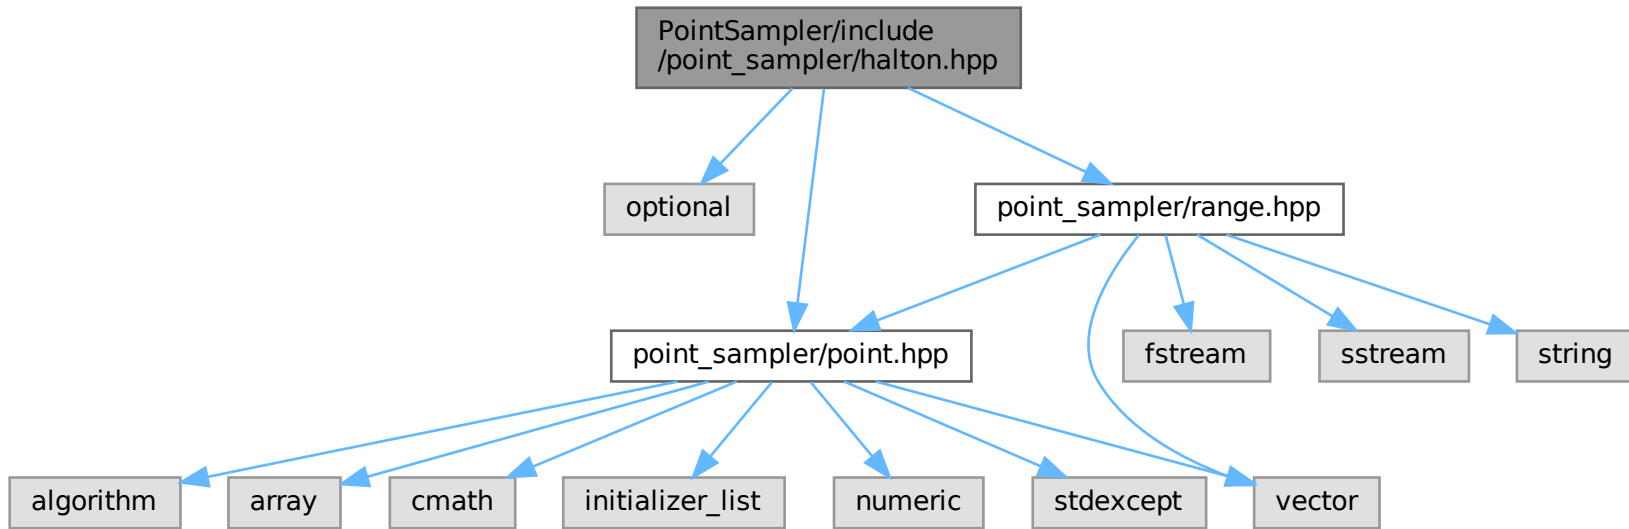 PointSampler/include
/point_sampler/halton.hpp
optional
point_sampler/range.hpp
point_sampler/point.hpp
fstream
sstream
string
algorithm
array
cmath
initializer_list
numeric
stdexcept
vector